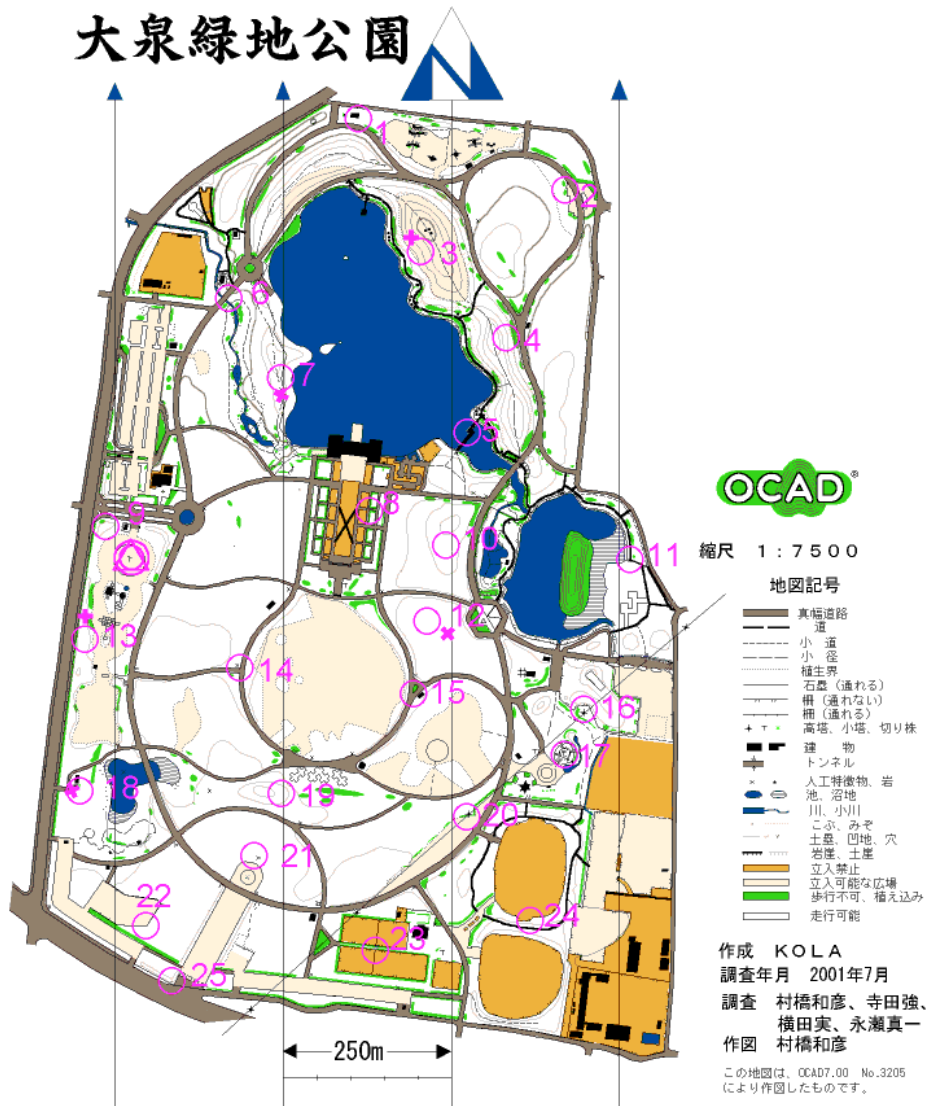 大泉緑地公園
N
1
2
3
4
5
6
7
8
9
10
11
12
13
14
15
16
17
18
19
20
21
22
23
24
25
250m
OCAD®
縮尺 1:7500
地図記号
真幅道路
道
小道
小径
植生界
石塁(通れる)
柵(通れない)
柵(通れる)
高塔、小塔、切り株
建物
トンネル
人工特徴物、岩
池、沼地
川、小川
こぶ、みぞ
土塁、凹地、穴
岩崖、土崖
立入禁止
立入可能な広場
歩行不可、植え込み
走行可能
作成 KOLA
調査年月 2001年7月
調査 村橋和彦、寺田強、
横田実、永瀬真一
作図 村橋和彦
この地図は、OCAD7.00 No.3205
により作図したものです。